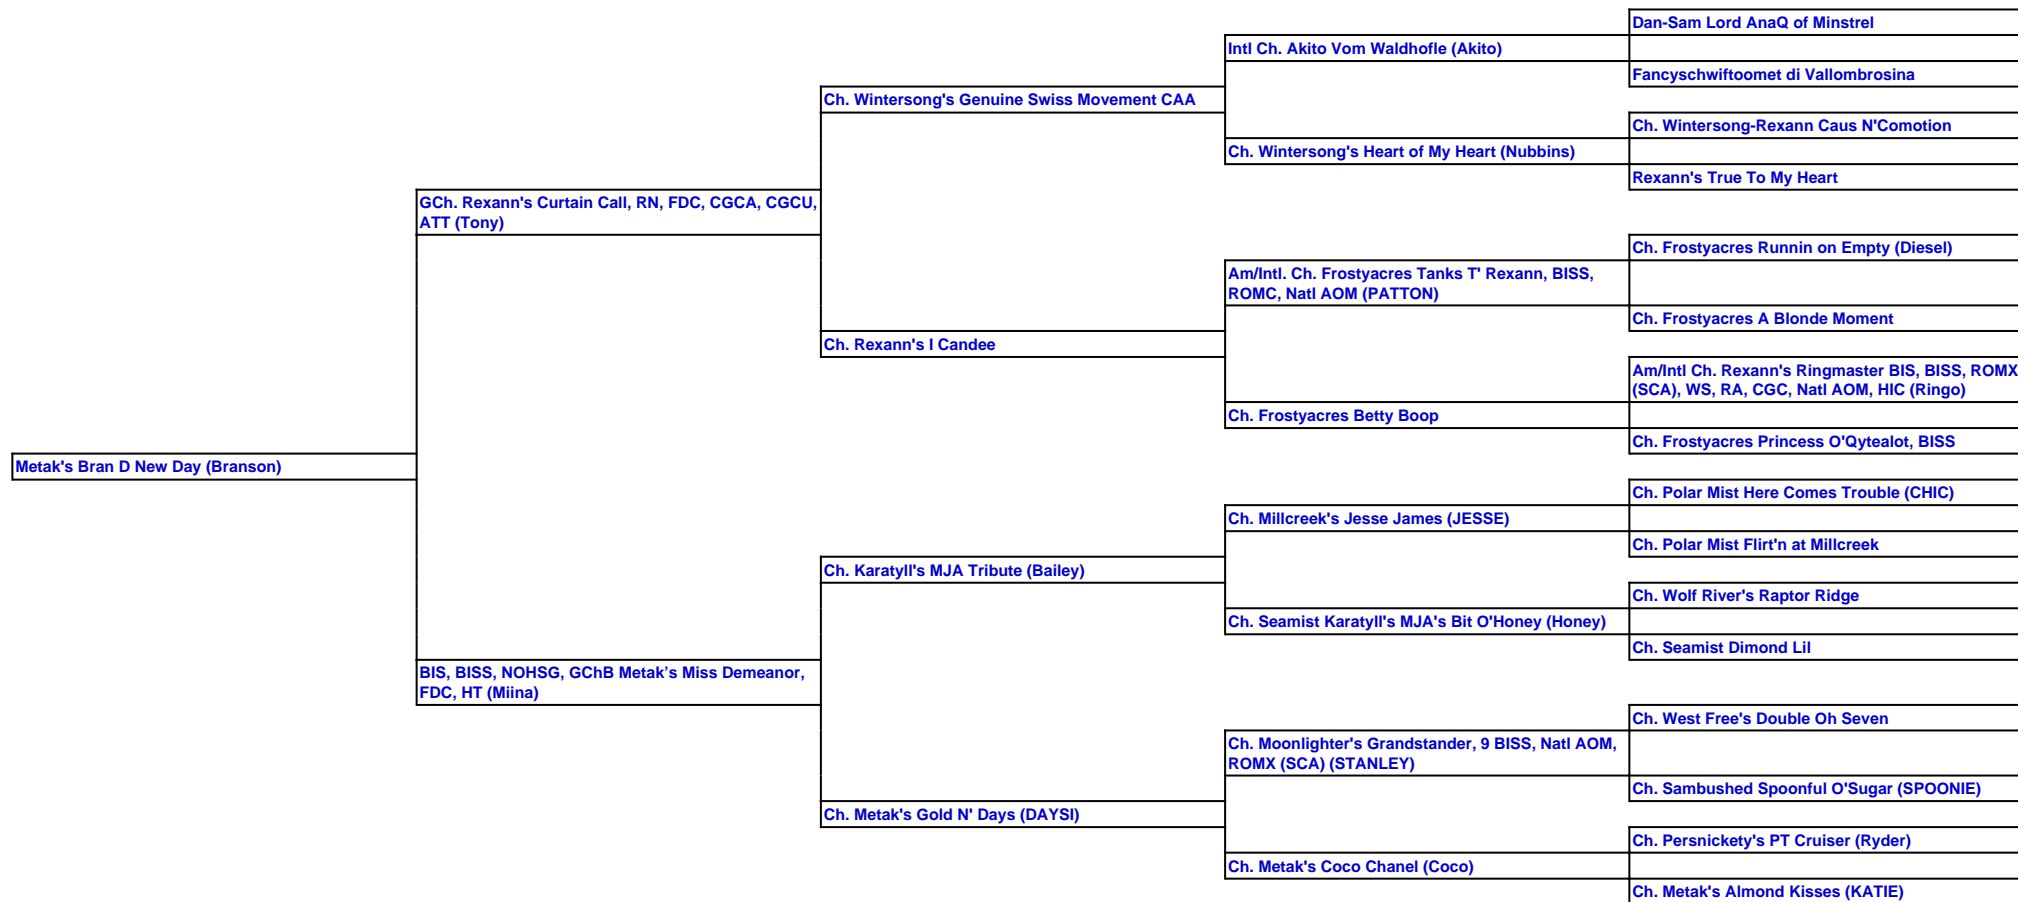 Dan-Sam Lord AnaQ of Minstrel
Intl Ch. Akito Vom Waldhofle (Akito)
Fancyschwiftoomet di Vallombrosina
Ch. Wintersong's Genuine Swiss Movement CAA
Ch. Wintersong-Rexann Caus N'Comotion
Ch. Wintersong's Heart of My Heart (Nubbins)
Rexann's True To My Heart
GCh. Rexann's Curtain Call, RN, FDC, CGCA, CGCU,
ATT (Tony)
Ch. Frostyacres Runnin on Empty (Diesel)
Am/Intl. Ch. Frostyacres Tanks T' Rexann, BISS,
ROMC, Natl AOM (PATTON)
Ch. Frostyacres A Blonde Moment
Ch. Rexann's I Candee
Am/Intl Ch. Rexann's Ringmaster BIS, BISS, ROMX
(SCA), WS, RA, CGC, Natl AOM, HIC (Ringo)
Ch. Frostyacres Betty Boop
Ch. Frostyacres Princess O'Qytealot, BISS
Metak's Bran D New Day (Branson)
Ch. Polar Mist Here Comes Trouble (CHIC)
Ch. Millcreek's Jesse James (JESSE)
Ch. Polar Mist Flirt'n at Millcreek
Ch. Karatyll's MJA Tribute (Bailey)
Ch. Wolf River's Raptor Ridge
Ch. Seamist Karatyll's MJA's Bit O'Honey (Honey)
Ch. Seamist Dimond Lil
BIS, BISS, NOHSG, GChB Metak’s Miss Demeanor,
FDC, HT (Miina)
Ch. West Free's Double Oh Seven
Ch. Moonlighter's Grandstander, 9 BISS, Natl AOM,
ROMX (SCA) (STANLEY)
Ch. Sambushed Spoonful O'Sugar (SPOONIE)
Ch. Metak's Gold N' Days (DAYSI)
Ch. Persnickety's PT Cruiser (Ryder)
Ch. Metak's Coco Chanel (Coco)
Ch. Metak's Almond Kisses (KATIE)